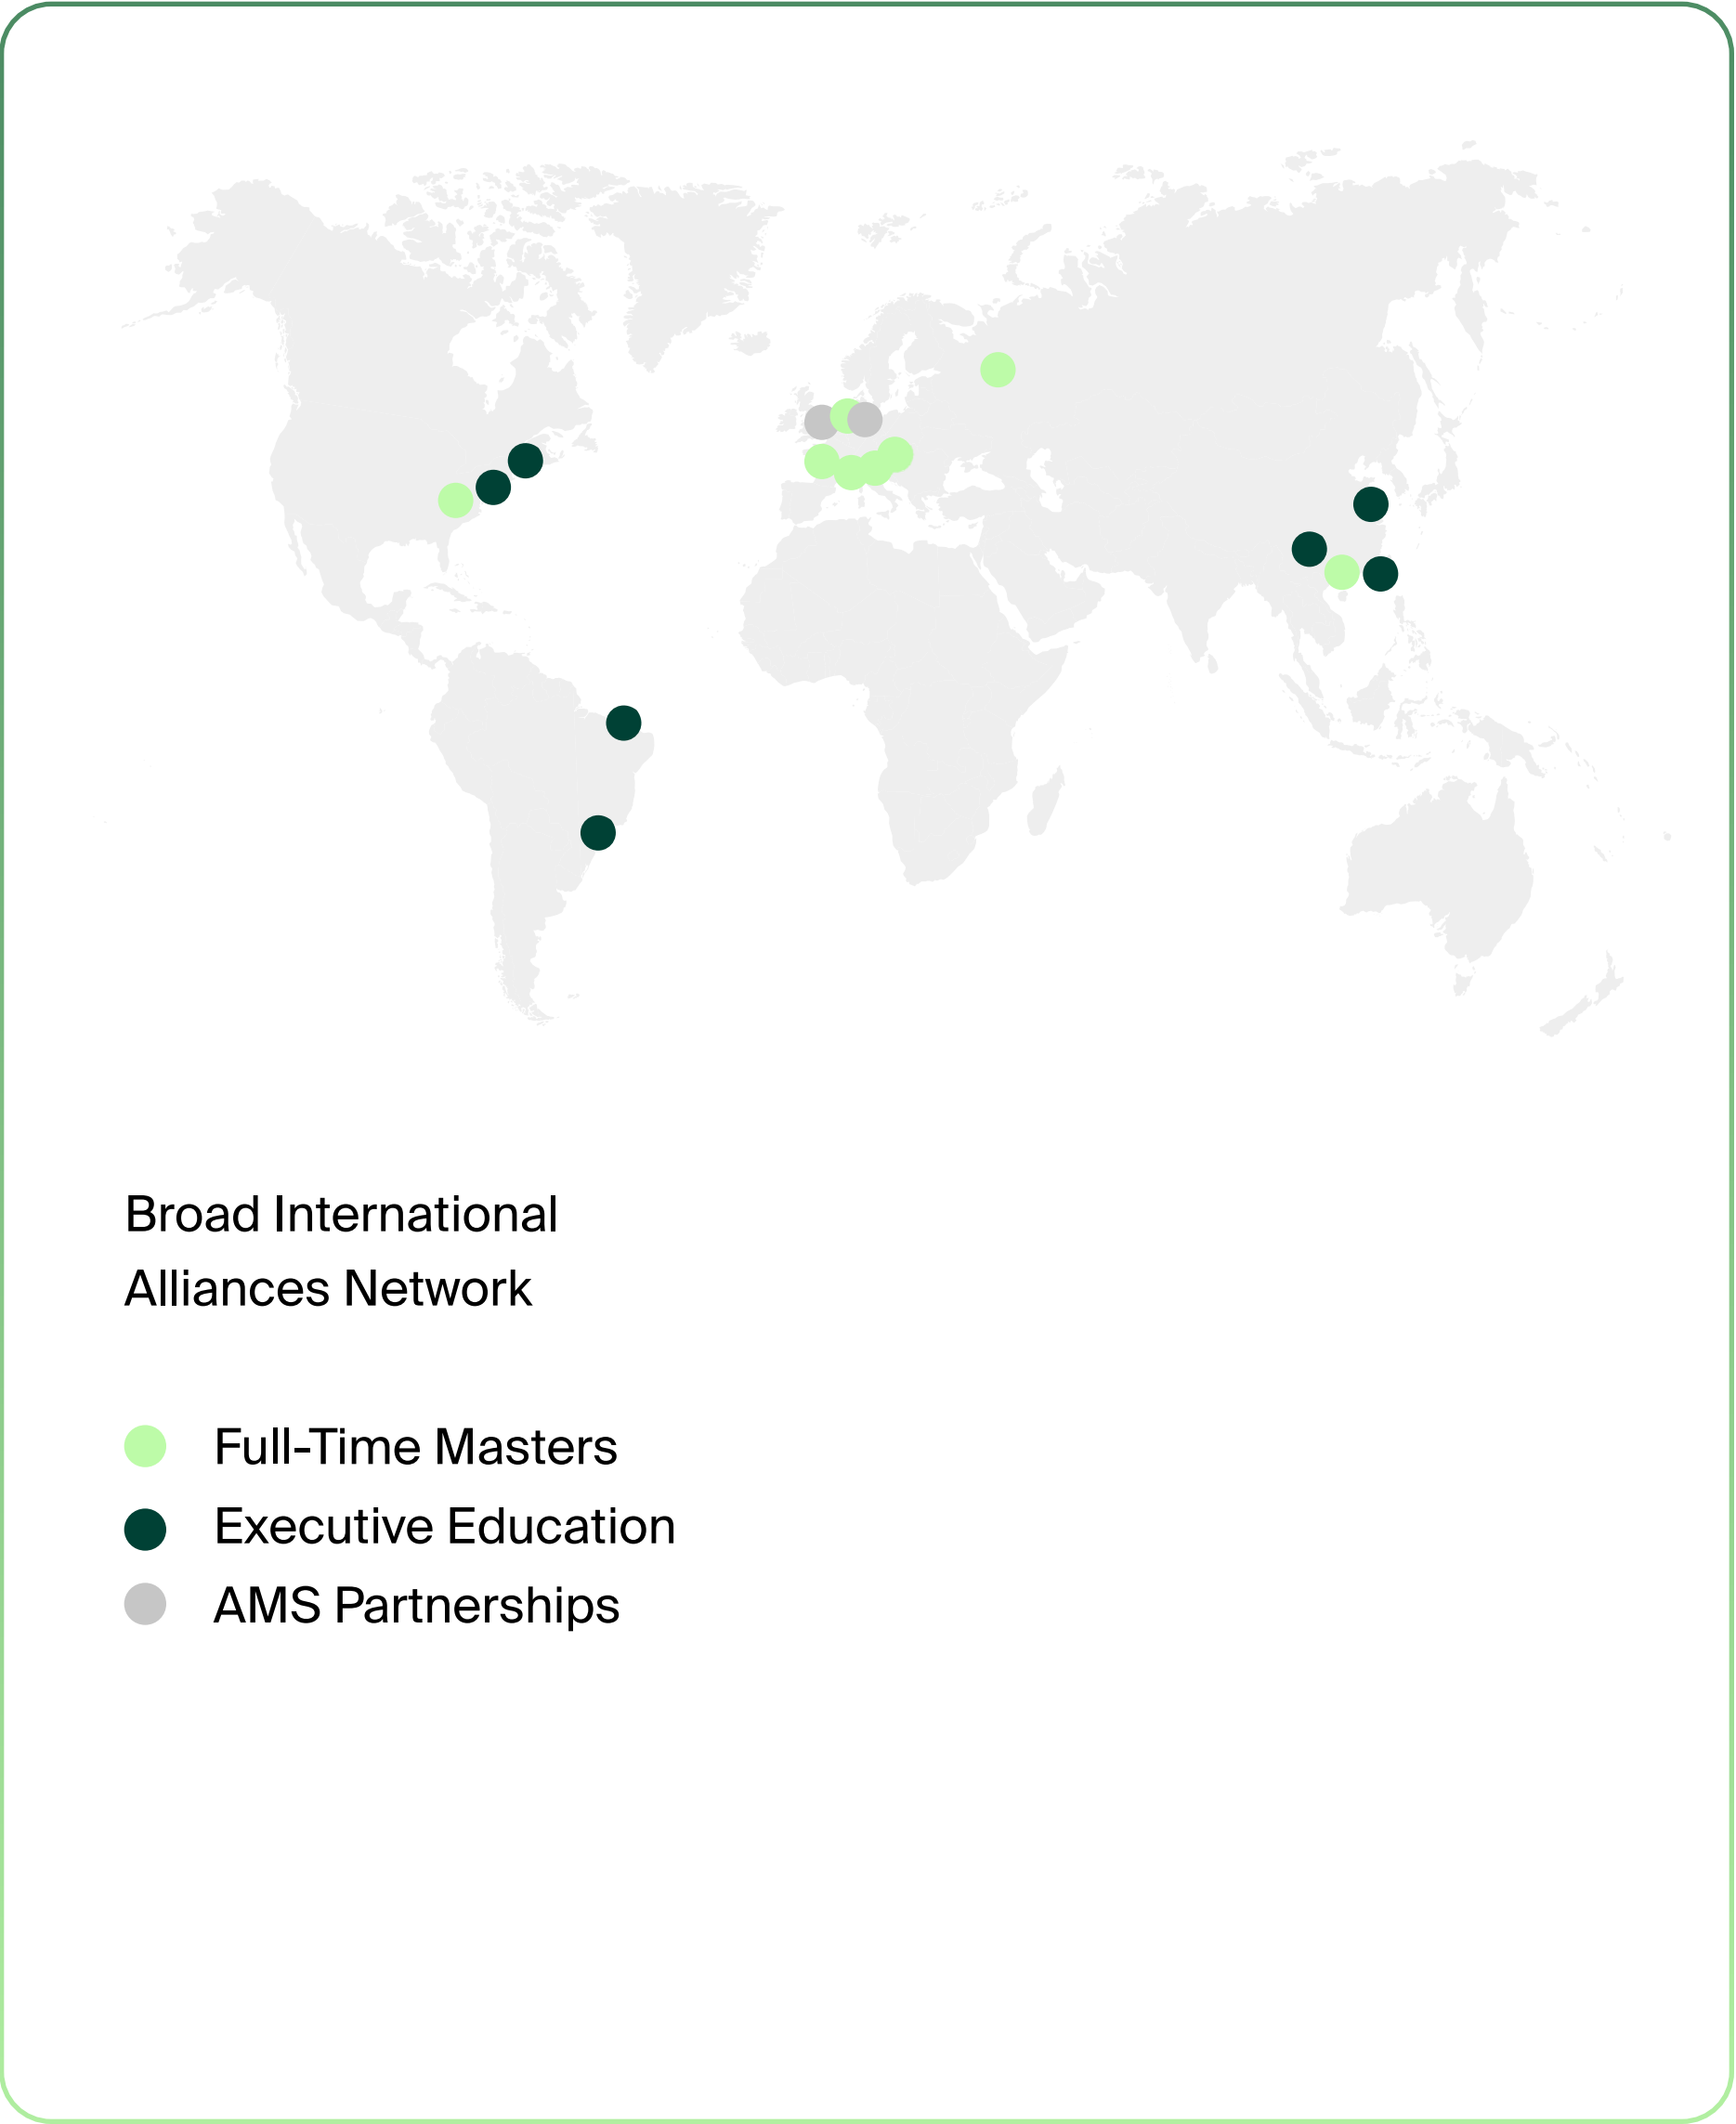 Broad International
Alliances Network
Full-Time Masters
Executive Education
AMS Partnerships